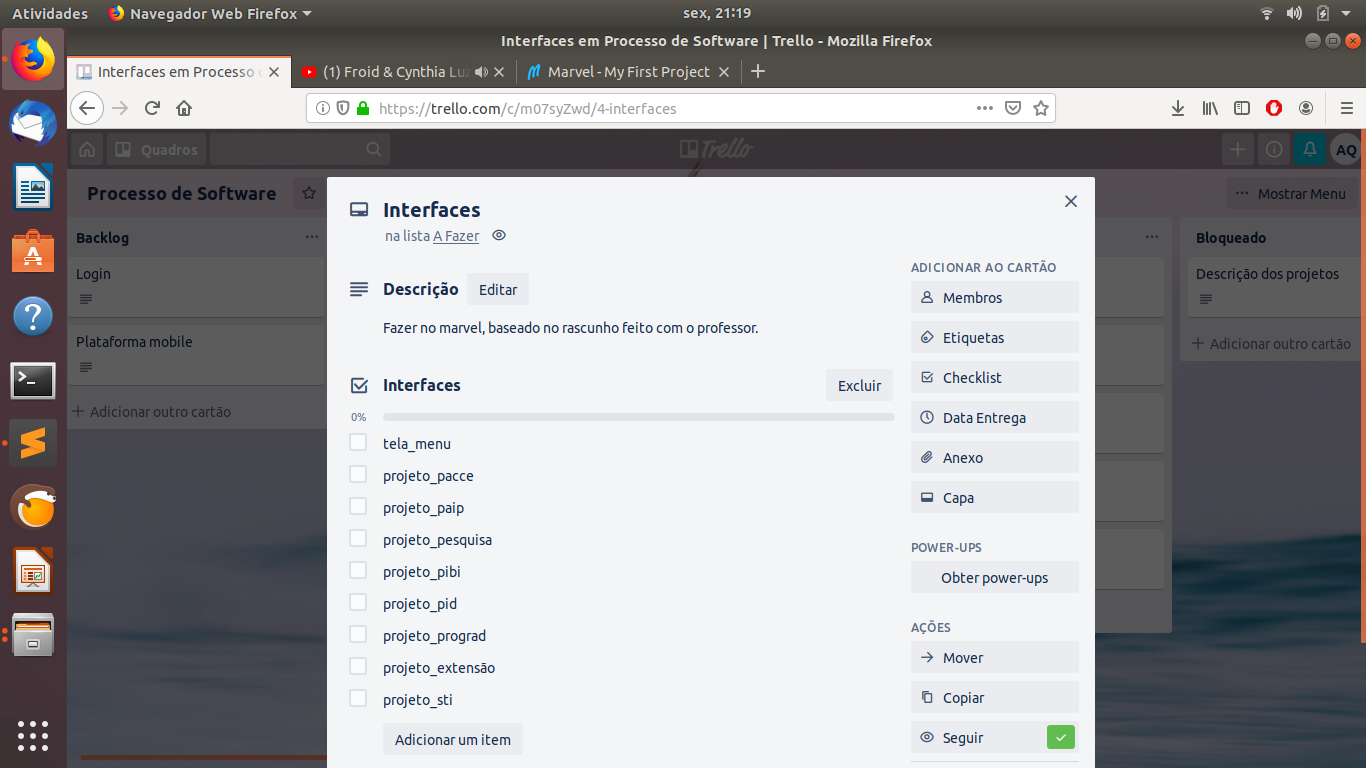 Atividades Navegador Web Firefox sex, 21:19
Interfaces em Processo de Software | Trello - Mozilla Firefox
Interfaces em Processo (1) Froid & Cynthia Luz Marvel - My First Project
https://trello.com/c/m07syZwd/4-interfaces
Quadros Trello AQ
Processo de Software Mostrar Menu
Backlog
Login
Plataforma mobile
Adicionar outro cartão
Interfaces
na lista A Fazer
Descrição Editar
Fazer no marvel, baseado no rascunho feito com o professor.
Interfaces Excluir
0%
tela_menu
projeto_pacce
projeto_paip
projeto_pesquisa
projeto_pibi
projeto_pid
projeto_prograd
projeto_extensão
projeto_sti
Adicionar um item
ADICIONAR AO CARTÃO
Membros
Etiquetas
Checklist
Data Entrega
Anexo
Capa
POWER-UPS
Obter power-ups
AÇÕES
Mover
Copiar
Seguir
Bloqueado
Descrição dos projetos
Adicionar outro cartão